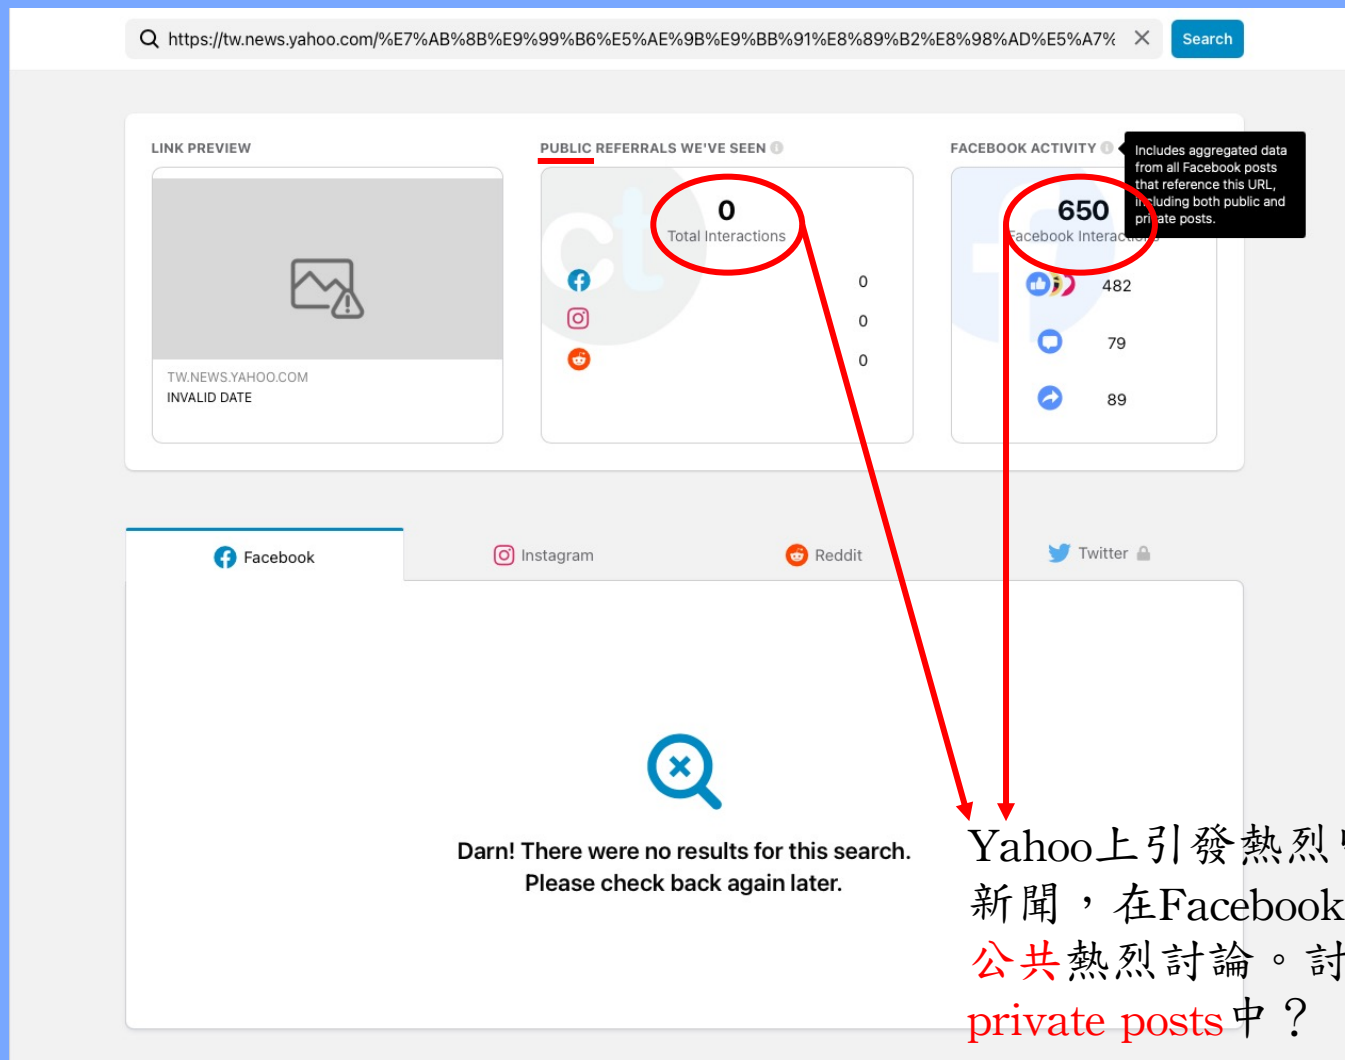 https://tw.news.yahoo.com/%E7%AB%8B%E9%99%B6%E5%AE%9B%E9%BB%91%E8%89%B2%E8%98%AD%E5%A7%
Search
LINK PREVIEW
PUBLIC REFERRALS WE'VE SEEN
FACEBOOK ACTIVITY
Includes aggregated data
from all Facebook posts
that reference this URL,
including both public and
private posts.
0
Total Interactions
650
Facebook Interactions
0
482
0
79
0
89
TW.NEWS.YAHOO.COM
INVALID DATE
Facebook
Instagram
Reddit
Twitter
Darn! There were no results for this search.
Please check back again later.
Yahoo上引發熱烈
新聞，在Facebook
公共熱烈討論。討
private posts中？